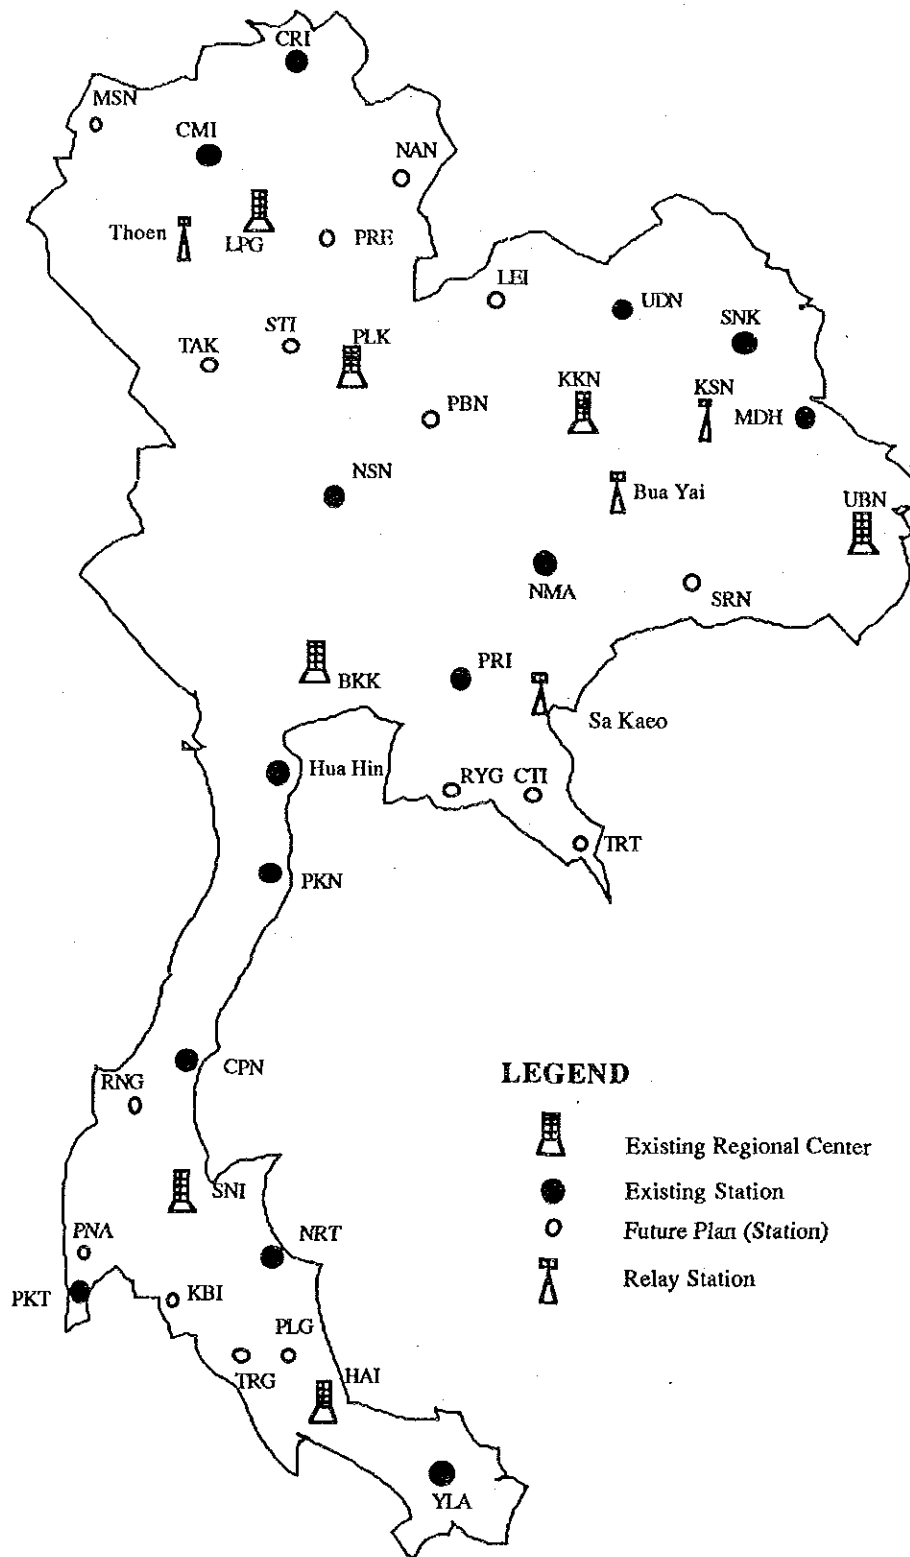 CRI
MSN
CMI
NAN
Thoen
LPG
PRE
LEI
UDN
SNK
STI
PLK
TAK
KKN
KSN
PBN
MDH
NSN
Bua Yai
UBN
NMA
SRN
BKK
PRI
Sa Kaeo
Hua Hin
RYG
CTI
TRT
PKN
CPN
RNG
LEGEND
Existing Regional Center
SNI
Existing Station
PNA
NRT
Future Plan (Station)
PKT
KBI
Relay Station
PLG
TRG
HAI
YLA